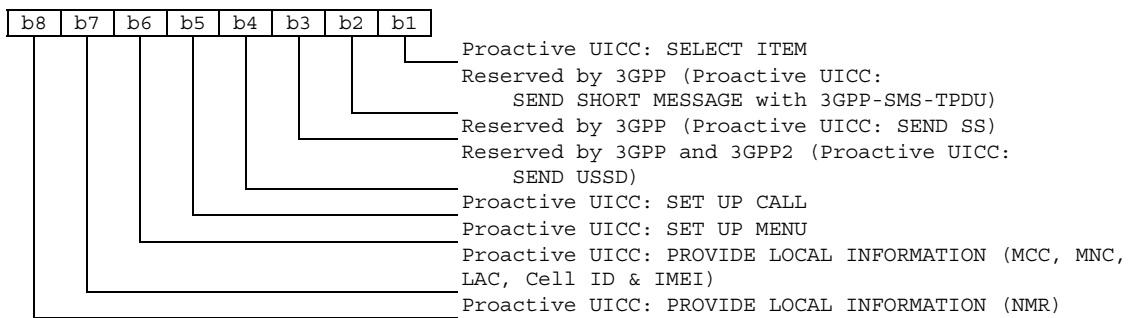 b8 b7 b6 b5 b4 b3 b2 b1
Proactive UICC: SELECT ITEM
Reserved by 3GPP (Proactive UICC:
SEND SHORT MESSAGE with 3GPP-SMS-TPDU)
Reserved by 3GPP (Proactive UICC: SEND SS)
Reserved by 3GPP and 3GPP2 (Proactive UICC:
SEND USSD)
Proactive UICC: SET UP CALL
Proactive UICC: SET UP MENU
Proactive UICC: PROVIDE LOCAL INFORMATION (MCC, MNC,
LAC, Cell ID & IMEI)
Proactive UICC: PROVIDE LOCAL INFORMATION (NMR)